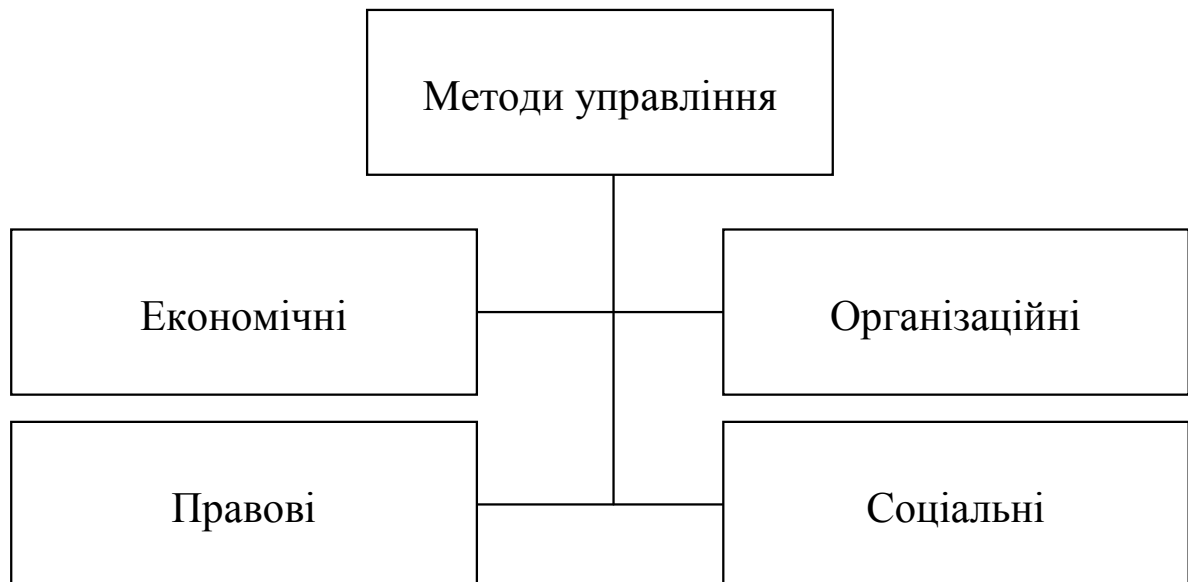 Методи управління
Економічні
Організаційні
Правові
Соціальні